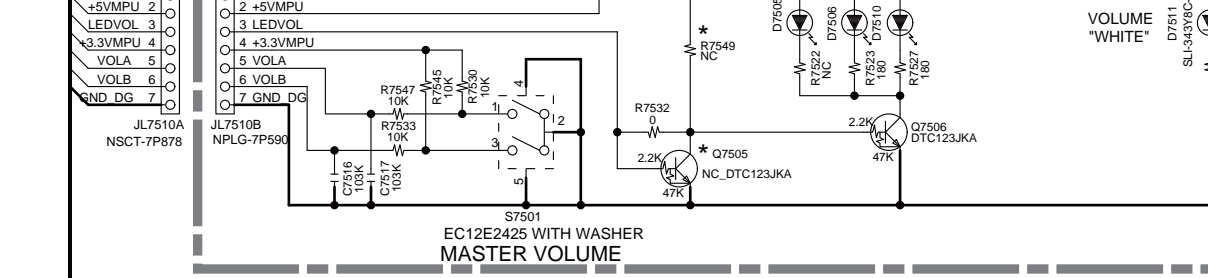 +5VMPU 2
LEDVOL 3
+3.3VMPU 4
VOLA 5
VOLB 6
GND_DG 7
JL7510A
NSCT-7P878
2 +5VMPU
3 LEDVOL
4 +3.3VMPU
5 VOLA
6 VOLB
7 GND_DG
JL7510B
NPLG-7P590
R7547
10K
R7533
10K
R7545
10K
R7530
10K
C7516
103K
C7517
103K
4
1
2
3
5
S7501
EC12E2425 WITH WASHER
MASTER VOLUME
*
R7549
NC
R7532
0
2.2K
* Q7505
NC_DTC123JKA
47K
D7505
D7506
D7510
R7522
NC
R7523
180
R7527
180
2.2K
Q7506
DTC123JKA
47K
VOLUME
"WHITE"
D7511
SLI-343Y8C-